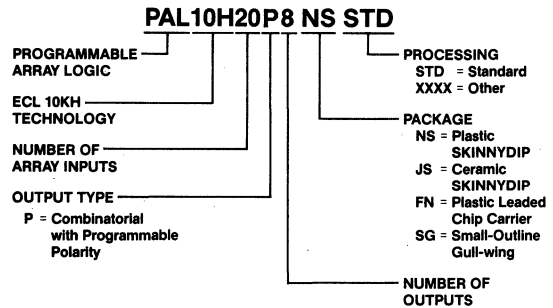 PAL10H20P8 NS STD
PROGRAMMABLE
ARRAY LOGIC
ECL 10KH
TECHNOLOGY
NUMBER OF
ARRAY INPUTS
OUTPUT TYPE
P = Combinatorial
with Programmable
Polarity
PROCESSING
STD = Standard
XXXX = Other
PACKAGE
NS = Plastic
SKINNYDIP
JS = Ceramic
SKINNYDIP
FN = Plastic Leaded
Chip Carrier
SG = Small-Outline
Gull-wing
NUMBER OF
OUTPUTS